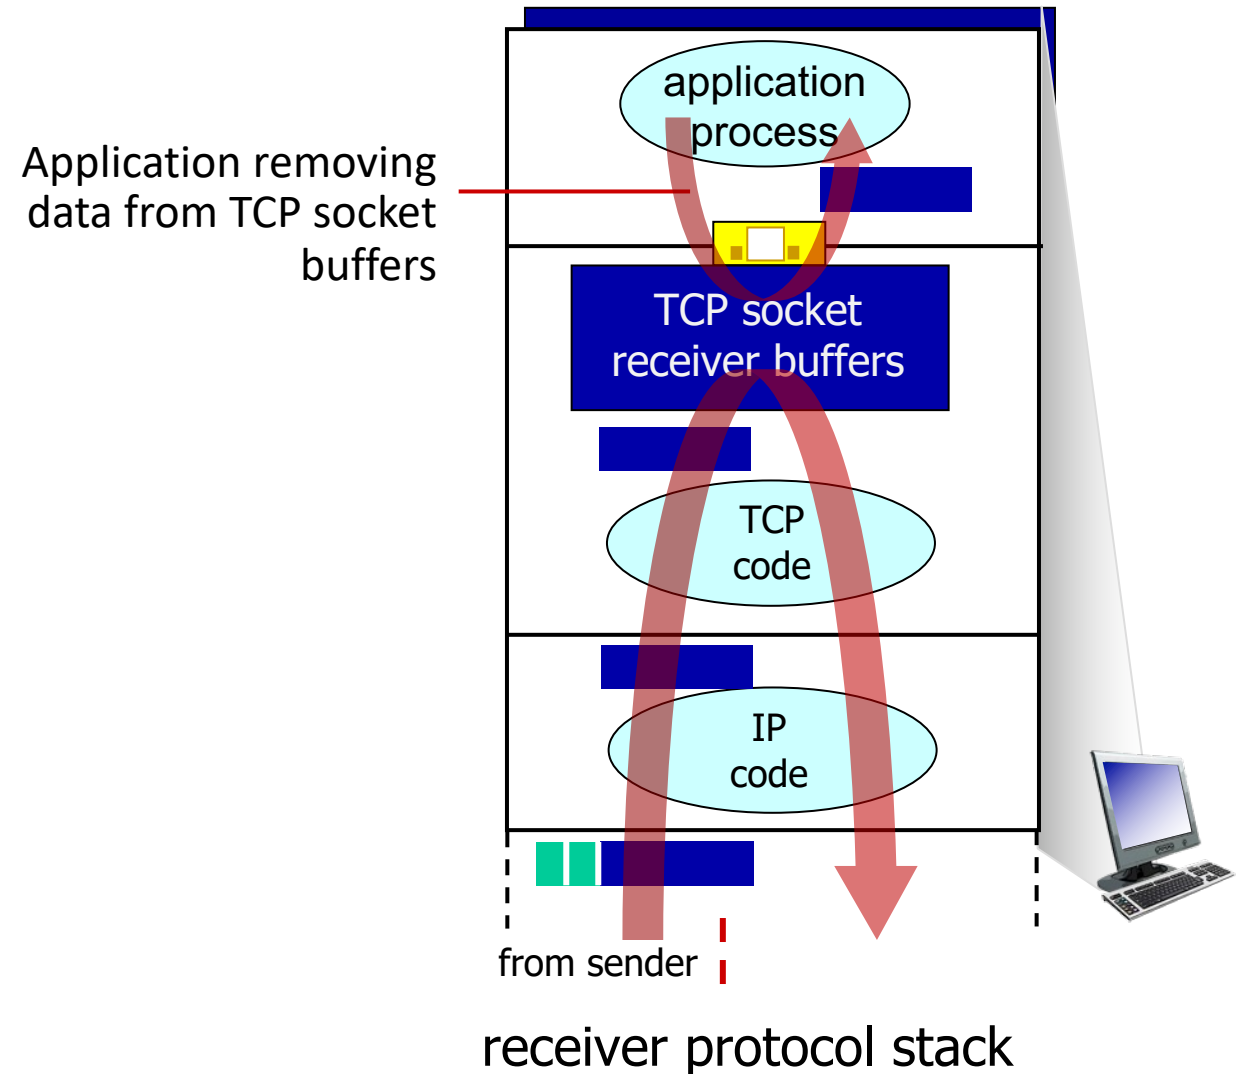 application
process
Application removing
data from TCP socket
buffers
TCP socket
receiver buffers
TCP
code
IP
code
from sender
receiver protocol stack